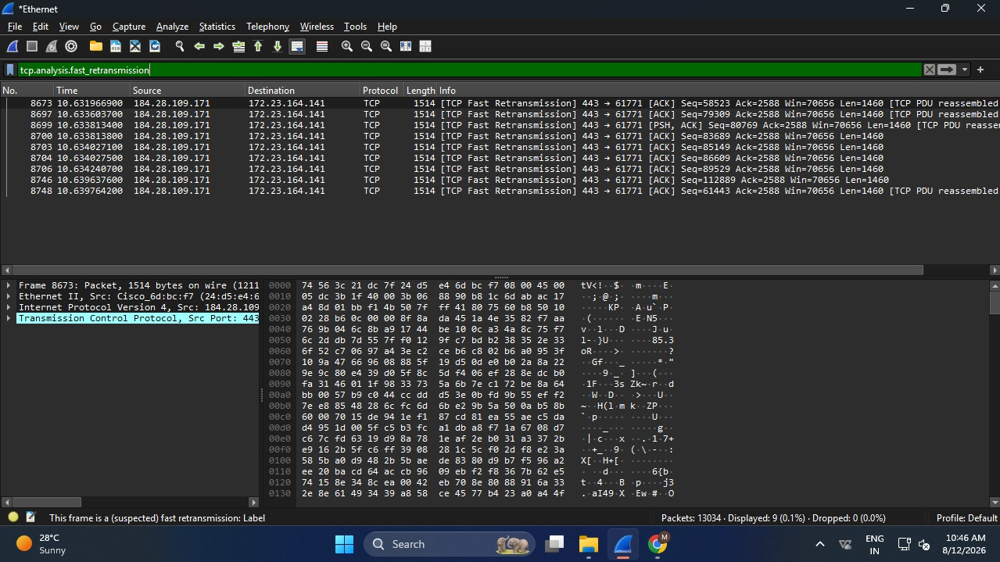 *Ethernet
File Edit View Go Capture Analyze Statistics Telephony Wireless Tools Help
tcp.analysis.fast_retransmission
No. Time Source Destination Protocol Length Info
8673 10.631966900 184.28.109.171 172.23.164.141 TCP 1514 [TCP Fast Retransmission] 443 → 61771 [ACK] Seq=58523 Ack=2588 Win=70656 Len=1460 [TCP PDU reassembled
8697 10.633603700 184.28.109.171 172.23.164.141 TCP 1514 [TCP Fast Retransmission] 443 → 61771 [ACK] Seq=79309 Ack=2588 Win=70656 Len=1460 [TCP PDU reassembled
8699 10.633813400 184.28.109.171 172.23.164.141 TCP 1514 [TCP Fast Retransmission] 443 → 61771 [PSH, ACK] Seq=80769 Ack=2588 Win=70656 Len=1460 [TCP PDU reasse
8700 10.633813800 184.28.109.171 172.23.164.141 TCP 1514 [TCP Fast Retransmission] 443 → 61771 [ACK] Seq=83689 Ack=2588 Win=70656 Len=1460
8703 10.634027100 184.28.109.171 172.23.164.141 TCP 1514 [TCP Fast Retransmission] 443 → 61771 [ACK] Seq=85149 Ack=2588 Win=70656 Len=1460
8704 10.634027500 184.28.109.171 172.23.164.141 TCP 1514 [TCP Fast Retransmission] 443 → 61771 [ACK] Seq=86609 Ack=2588 Win=70656 Len=1460
8706 10.634240700 184.28.109.171 172.23.164.141 TCP 1514 [TCP Fast Retransmission] 443 → 61771 [ACK] Seq=89529 Ack=2588 Win=70656 Len=1460
8746 10.639637600 184.28.109.171 172.23.164.141 TCP 1514 [TCP Fast Retransmission] 443 → 61771 [ACK] Seq=112889 Ack=2588 Win=70656 Len=1460
8748 10.639764200 184.28.109.171 172.23.164.141 TCP 1514 [TCP Fast Retransmission] 443 → 61771 [ACK] Seq=61443 Ack=2588 Win=70656 Len=1460 [TCP PDU reassembled
Frame 8673: Packet, 1514 bytes on wire (1211
Ethernet II, Src: Cisco_6d:bc:f7 (24:d5:e4:6
Internet Protocol Version 4, Src: 184.28.109
Transmission Control Protocol, Src Port: 443
0000 74 56 3c 21 dc 7f 24 d5 e4 6d bc f7 08 00 45 00 tV<!··$· ·m····E·
0010 05 dc 3b 1f 40 00 3b 06 88 90 b8 1c 6d ab ac 17 ··;·@·;· ····m···
0020 a4 8d 01 bb f1 4b 50 7f ff 41 80 75 60 b8 50 10 ·····KP· ·A·u`·P·
0030 02 28 b6 0c 00 00 8f 8a da 45 1a 4e 35 82 f7 aa ·(······ ·E·N5···
0040 76 9b 04 6c 8b a9 17 44 be 10 0c a3 4a 8c 75 f7 v··l···D ····J·u·
0050 6c 2d db 7d 55 7f f0 12 9f c7 bd b2 38 35 2e 33 l-·}U··· ····85.3
0060 6f 52 c7 06 97 a4 3e c2 ce b6 c8 02 b6 a0 95 3f oR····>· ·······?
0070 10 9a 47 66 96 08 88 5f 19 d5 0d e0 b0 2a 8a 22 ··Gf···_ ·····*·"
0080 9e 9c 80 e4 39 d0 5f 8c 5d f4 06 ef 28 8e dc b0 ····9·_· ]···(···
0090 fa 31 46 01 1f 98 33 73 5a 6b 7e c1 72 be 8a 64 ·1F···3s Zk~·r··d
00a0 bb 00 57 b9 c0 44 cc dd d5 3e 0b fd 9b 55 ef f2 ··W··D·· ·>···U··
00b0 7e e8 85 48 28 6c fc 6d 6b e2 9b 5a 50 0a b5 8b ~··H(l·m k··ZP···
00c0 60 00 70 15 de 94 1e f1 87 cd 81 ea 55 ae c5 da `·p····· ····U···
00d0 d4 95 1d 00 5f c5 b3 fc a1 db a8 f7 1a 67 08 d7 ····_··· ·····g··
00e0 c6 7c fd 63 19 d9 8a 78 1e af 2e b0 31 a3 37 2b ·|·c···x ··.·1·7+
00f0 e9 16 2b 5f c6 ff 39 08 28 1c 5c f0 2d f8 e2 3a ··+_··9· (·\·-··:
0100 58 5b a0 d9 48 2b 5b ae de 83 80 d9 b7 f5 96 a2 X[··H+[· ········
0110 ee 20 ba cd 64 ac cb 96 09 eb f2 f8 36 7b 62 e5 · ··d··· ····6{b·
0120 74 15 8e 34 8c ea 00 42 eb 70 8e 80 88 91 6a 33 t··4···B ·p····j3
0130 2e 8e 61 49 34 39 a8 58 ce 45 77 b4 23 a0 a4 4f .·aI49·X ·Ew·#··O
This frame is a (suspected) fast retransmission: Label
Packets: 13034 · Displayed: 9 (0.1%) · Dropped: 0 (0.0%)
Profile: Default
28°C
Sunny
Search
M
ENG
IN
10:46 AM
8/12/2026